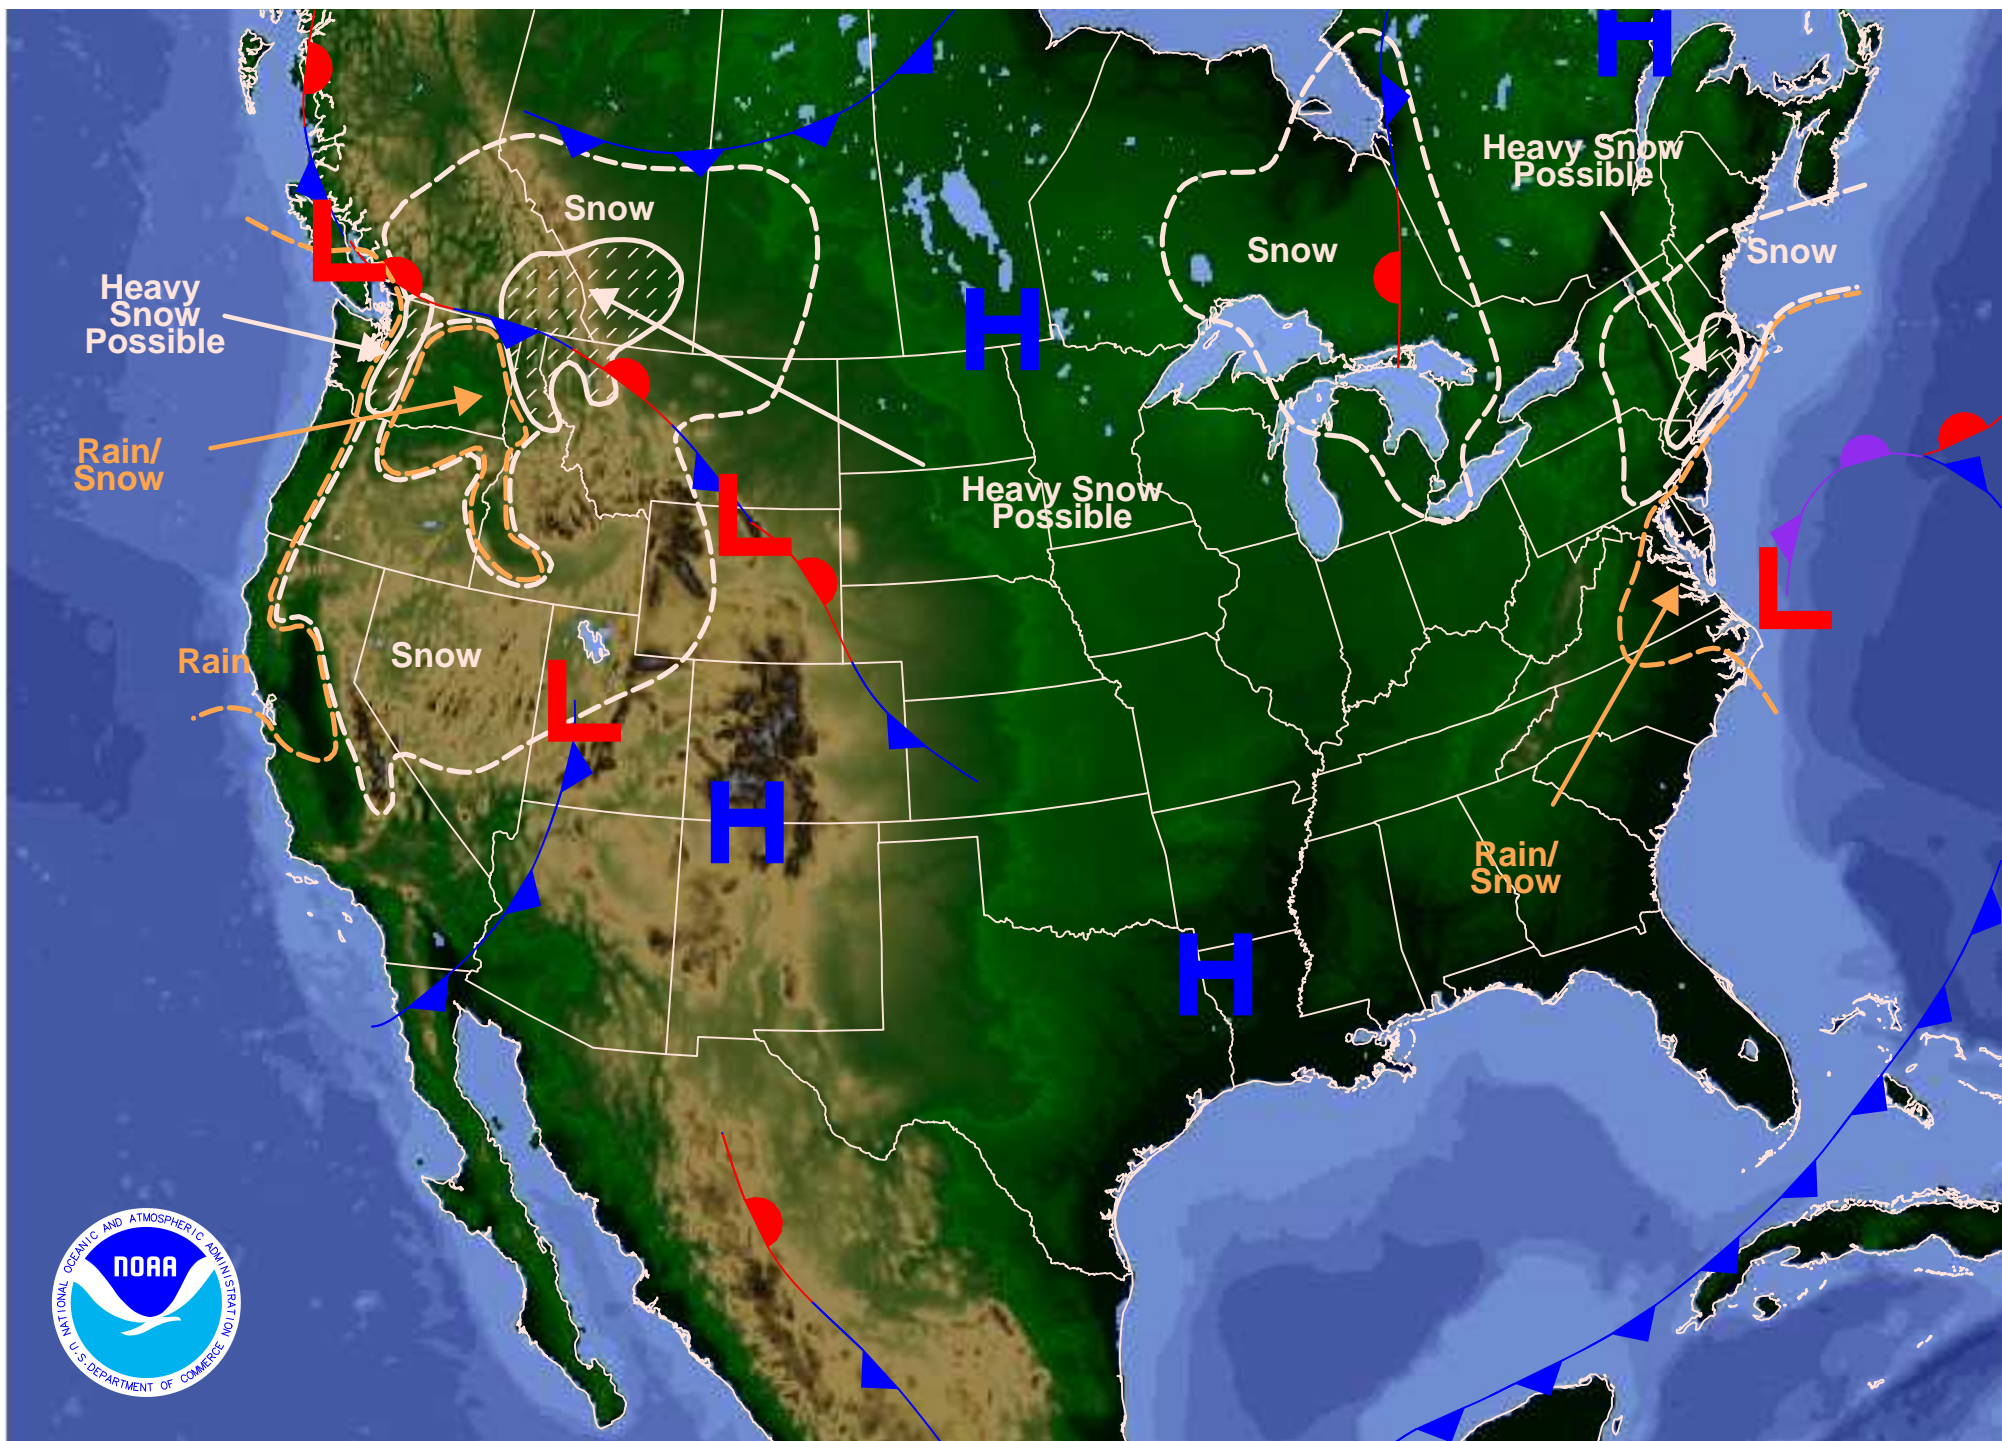 H
Heavy Snow
Possible
Snow
L
Snow
Snow
Heavy
Snow
Possible
H
Rain/
Snow
Heavy Snow
Possible
L
L
Rain
Snow
L
H
Rain/
Snow
H
NATIONAL OCEANIC AND ATMOSPHERIC ADMINISTRATION
NOAA
U.S. DEPARTMENT OF COMMERCE